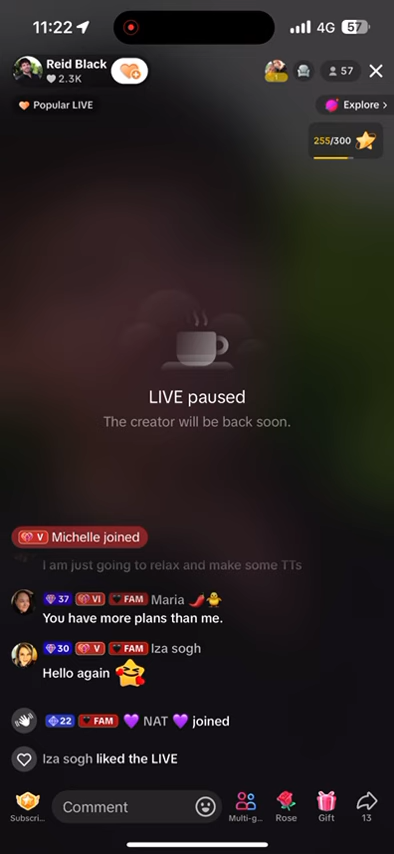 11:22
4G
57
Reid Black
2.3K
1
57
Popular LIVE
Explore >
255/300
LIVE paused
The creator will be back soon.
V Michelle joined
I am just going to relax and make some TTs
37 VI FAM Maria 🌶️🐥
You have more plans than me.
30 V FAM Iza sogh
Hello again
22 FAM 💜 NAT 💜 joined
Iza sogh liked the LIVE
Subscri...
Comment
Multi-g...
Rose
Gift
13